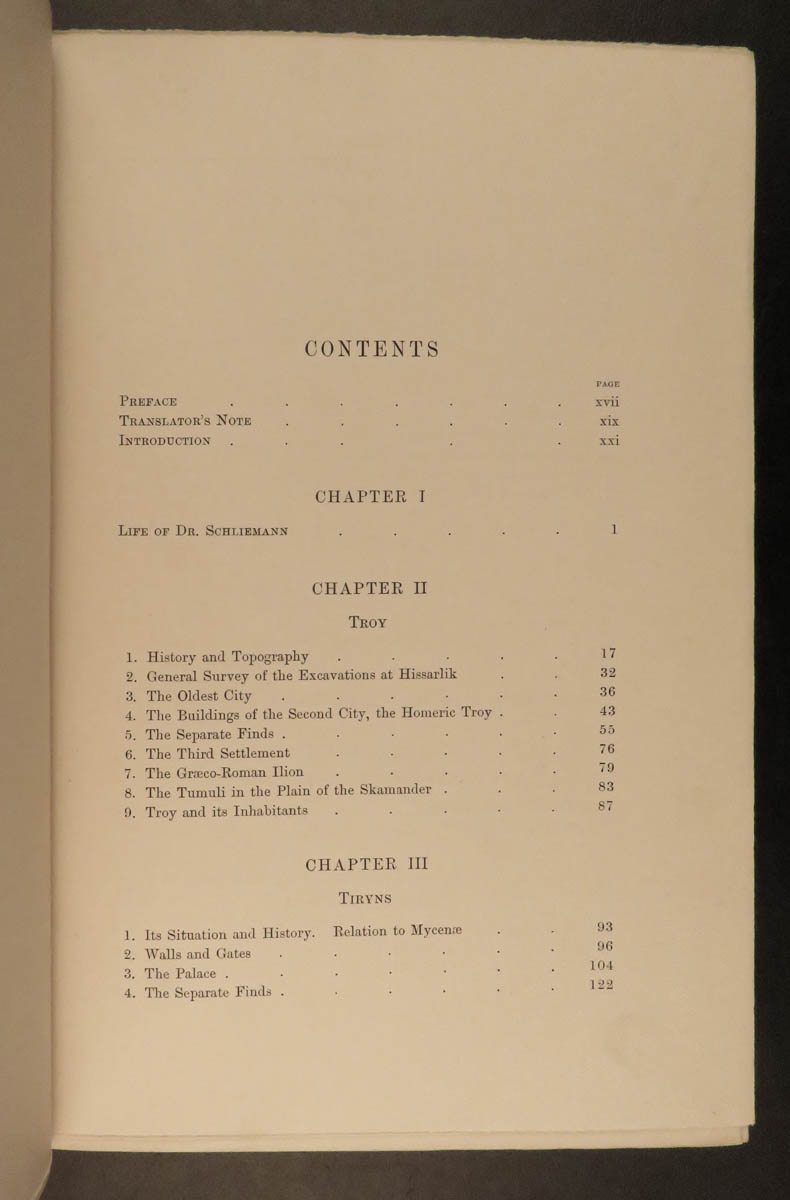 CONTENTS
PAGE
PREFACE . . . . . . . xvii
TRANSLATOR'S NOTE . . . . . . xix
INTRODUCTION . . . . . xxi
CHAPTER I
LIFE OF DR. SCHLIEMANN . . . . . 1
CHAPTER II
TROY
1. History and Topography . . . . . 17
2. General Survey of the Excavations at Hissarlik . . 32
3. The Oldest City . . . . . . 36
4. The Buildings of the Second City, the Homeric Troy . . 43
5. The Separate Finds . . . . . . 55
6. The Third Settlement . . . . . 76
7. The Græco-Roman Ilion . . . . . 79
8. The Tumuli in the Plain of the Skamander . . . 83
9. Troy and its Inhabitants . . . . . 87
CHAPTER III
TIRYNS
1. Its Situation and History. Relation to Mycenæ . . 93
2. Walls and Gates . . . . . . 96
3. The Palace . . . . . . . 104
4. The Separate Finds . . . . . . 122